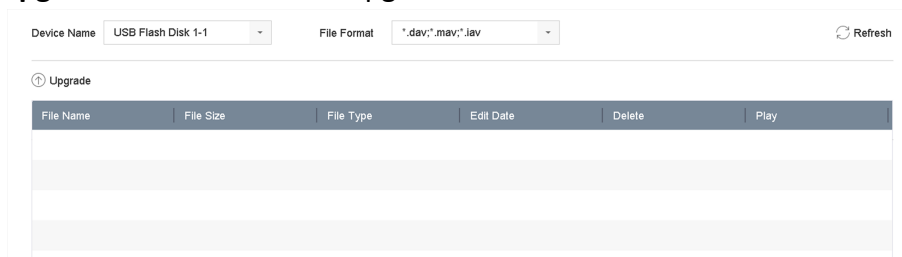 Device Name USB Flash Disk 1-1 File Format *.dav;*.mav;*.iav Refresh
Upgrade
File Name File Size File Type Edit Date Delete Play